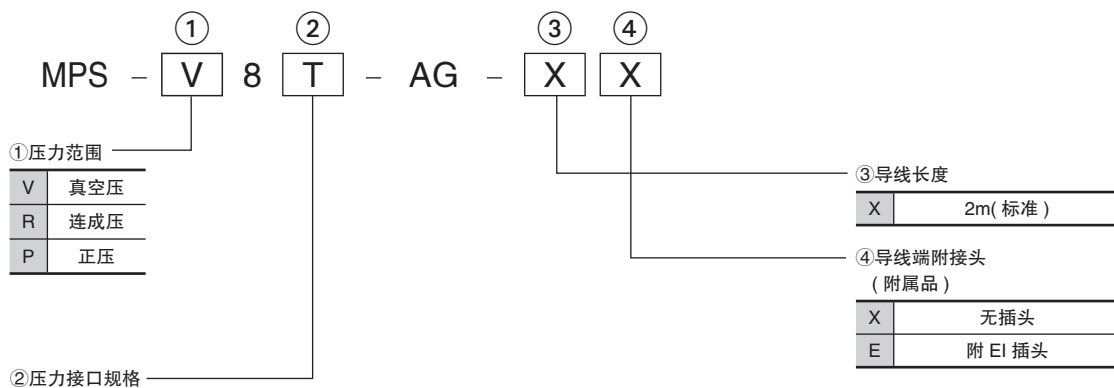 ① ② ③ ④
MPS - V 8 T - AG - X X
①压力范围
V 真空压
R 连成压
P 正压
②压力接口规格
③导线长度
X 2m( 标准 )
④导线端附接头
( 附属品 )
X 无插头
E 附 EI 插头